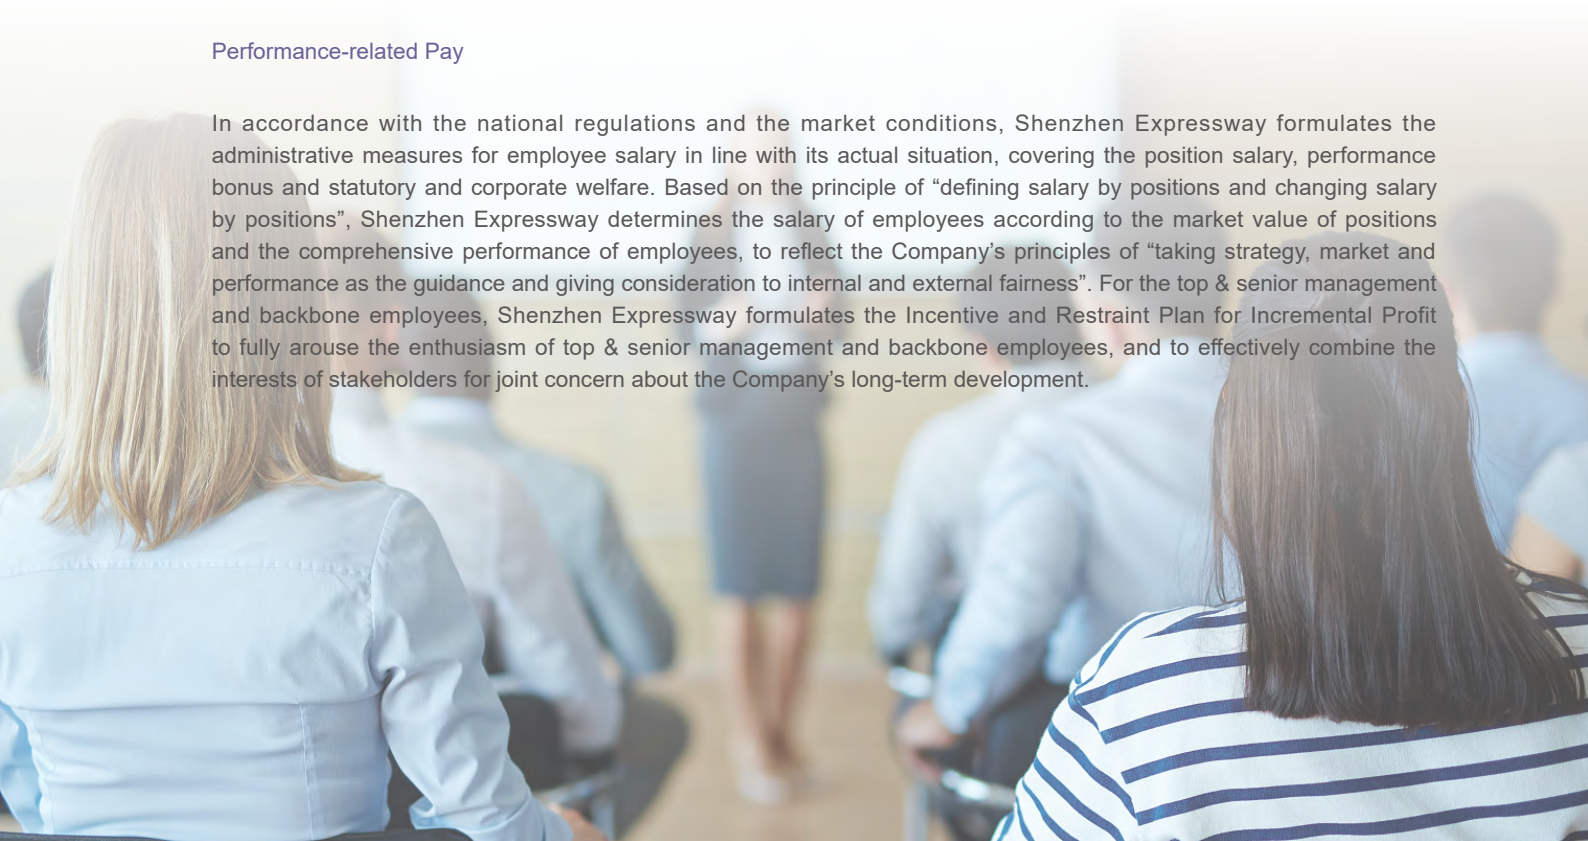 Performance-related Pay
In accordance with the national regulations and the market conditions, Shenzhen Expressway formulates the
administrative measures for employee salary in line with its actual situation, covering the position salary, performance
bonus and statutory and corporate welfare. Based on the principle of “defining salary by positions and changing salary
by positions”, Shenzhen Expressway determines the salary of employees according to the market value of positions
and the comprehensive performance of employees, to reflect the Company’s principles of “taking strategy, market and
performance as the guidance and giving consideration to internal and external fairness”. For the top & senior management
and backbone employees, Shenzhen Expressway formulates the Incentive and Restraint Plan for Incremental Profit
to fully arouse the enthusiasm of top & senior management and backbone employees, and to effectively combine the
interests of stakeholders for joint concern about the Company’s long-term development.